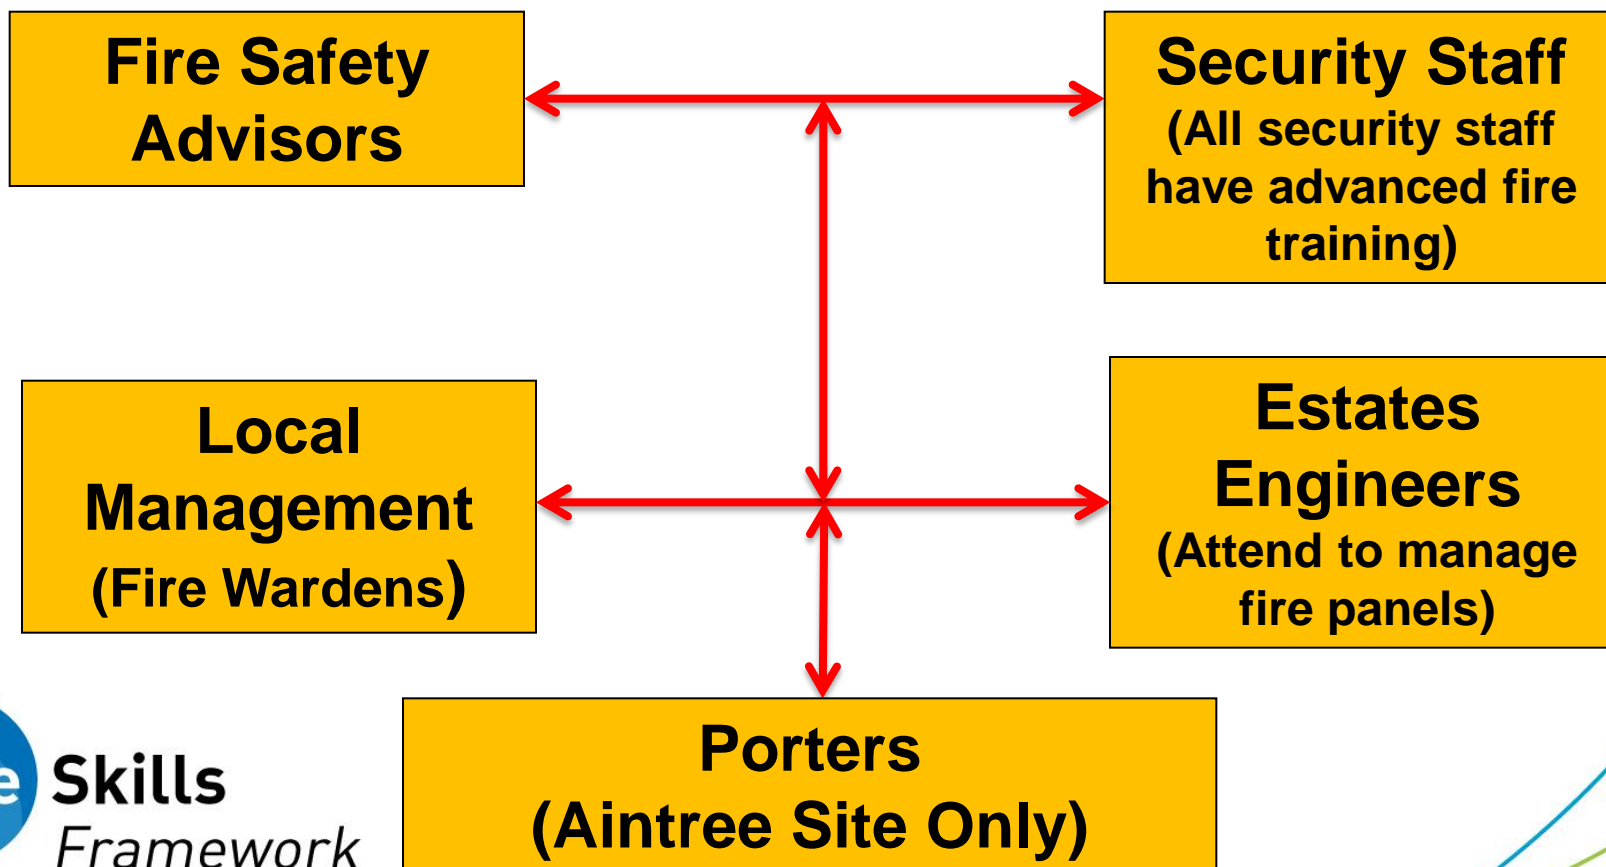 Fire Safety
Advisors
Security Staff
(All security staff
have advanced fire
training)
Local
Management
(Fire Wardens)
Estates
Engineers
(Attend to manage
fire panels)
Porters
(Aintree Site Only)
e Skills
Framework